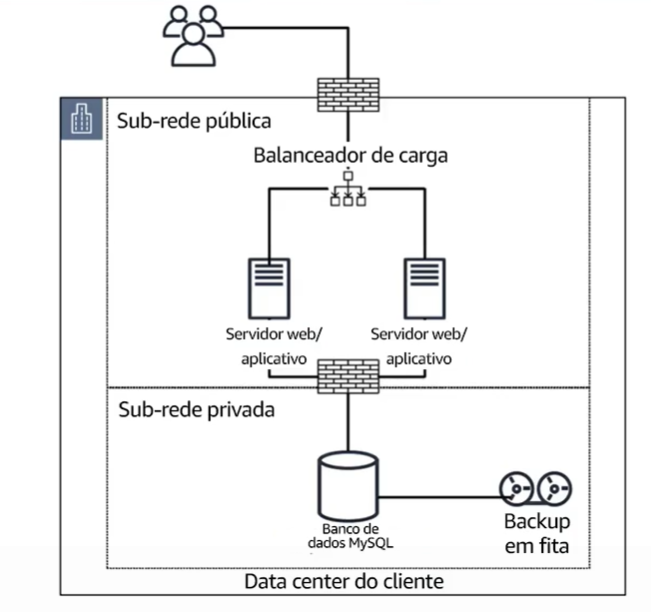 Sub-rede pública
Balanceador de carga
Servidor web/
aplicativo
Servidor web/
aplicativo
Sub-rede privada
Banco de
dados MySQL
Backup
em fita
Data center do cliente